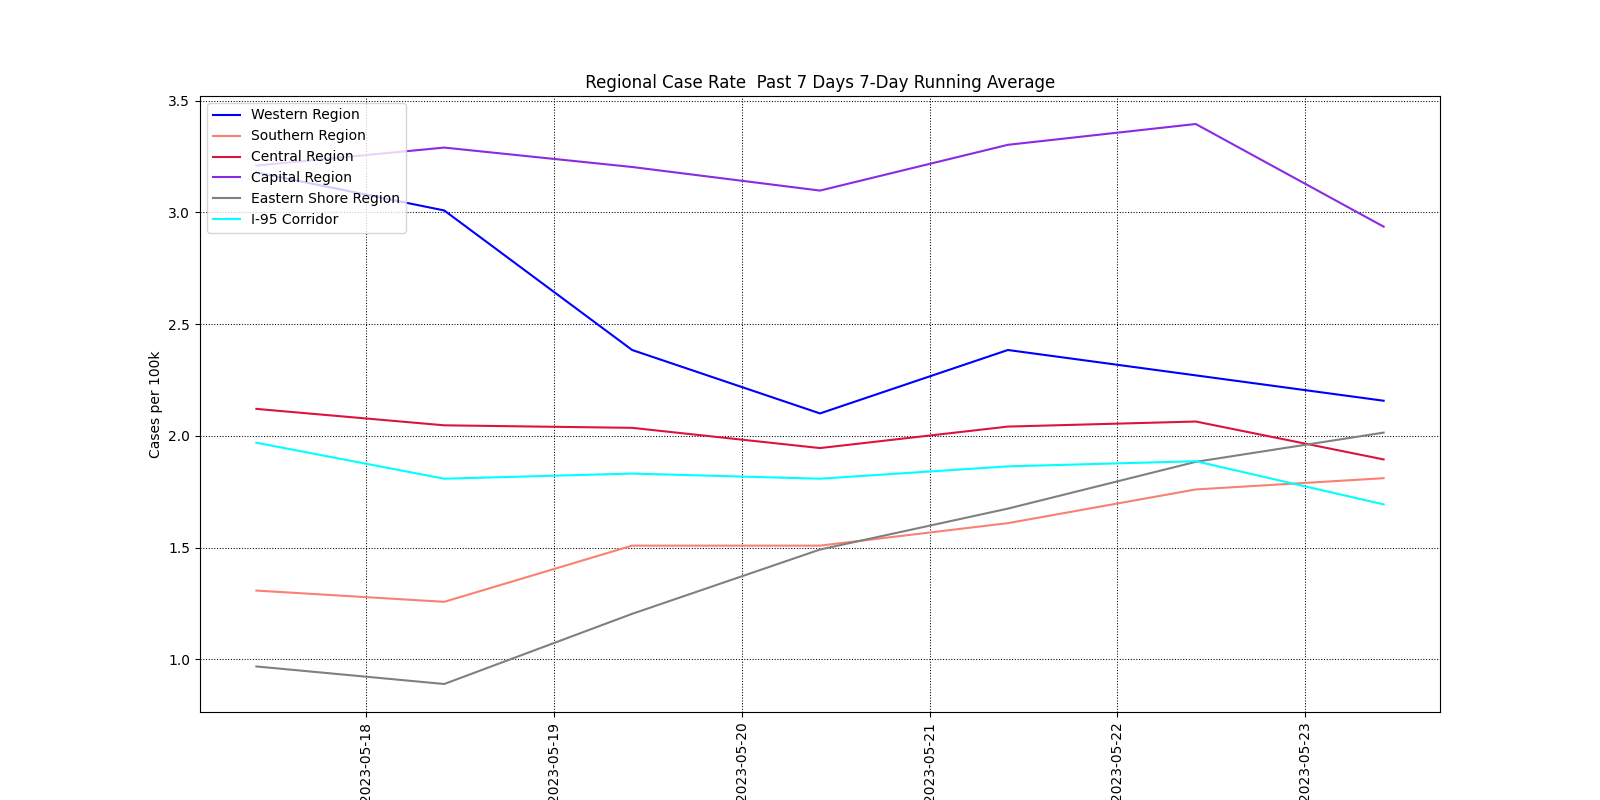 Regional Case Rate  Past 7 Days 7-Day Running Average
Western Region
Southern Region
Central Region
Capital Region
Eastern Shore Region
I-95 Corridor
Cases per 100k
3.5
3.0
2.5
2.0
1.5
1.0
2023-05-18
2023-05-19
2023-05-20
2023-05-21
2023-05-22
2023-05-23